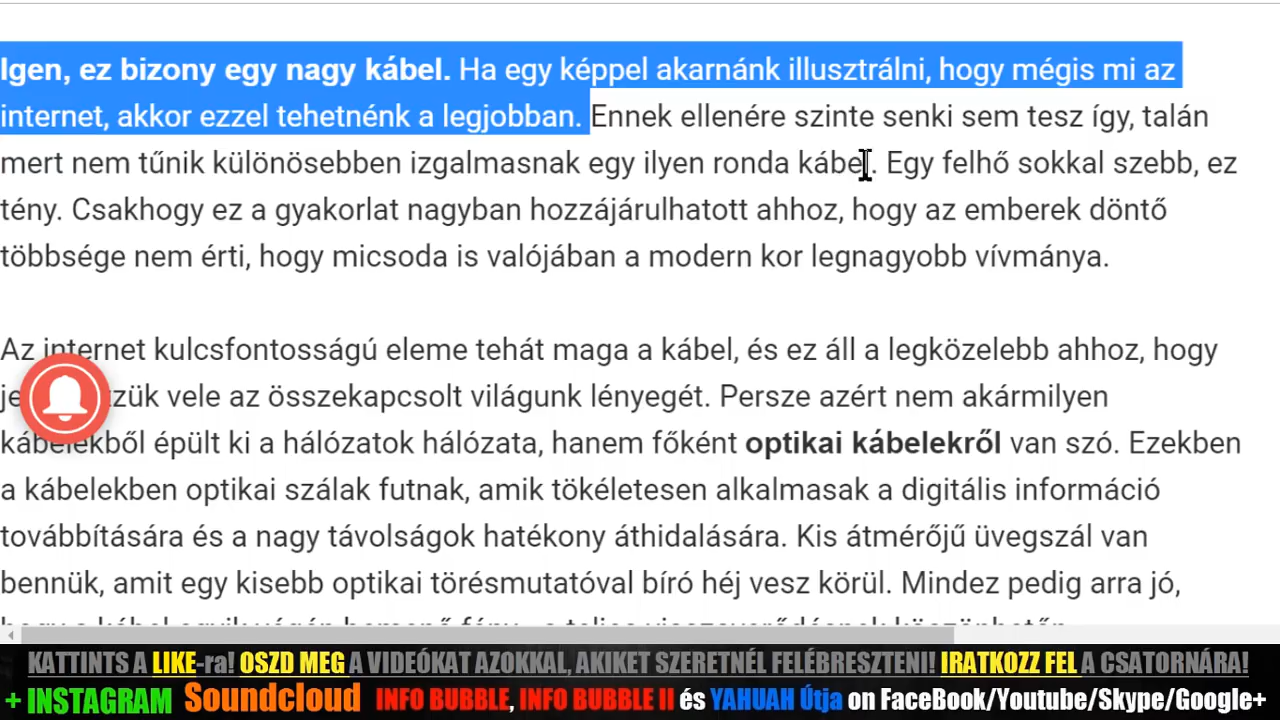 Igen, ez bizony egy nagy kábel. Ha egy képpel akarnánk illusztrálni, hogy mégis mi az
internet, akkor ezzel tehetnénk a legjobban. Ennek ellenére szinte senki sem tesz így, talán
mert nem tűnik különösebben izgalmasnak egy ilyen ronda kábel. Egy felhő sokkal szebb, ez
tény. Csakhogy ez a gyakorlat nagyban hozzájárulhatott ahhoz, hogy az emberek döntő
többsége nem érti, hogy micsoda is valójában a modern kor legnagyobb vívmánya.
Az internet kulcsfontosságú eleme tehát maga a kábel, és ez áll a legközelebb ahhoz, hogy
vele az összekapcsolt világunk lényegét. Persze azért nem akármilyen
kábelekből épült ki a hálózatok hálózata, hanem főként optikai kábelekről van szó. Ezekben
a kábelekben optikai szálak futnak, amik tökéletesen alkalmasak a digitális információ
továbbítására és a nagy távolságok hatékony áthidalására. Kis átmérőjű üvegszál van
bennük, amit egy kisebb optikai törésmutatóval bíró héj vesz körül. Mindez pedig arra jó,
KATTINTS A LIKE-ra! OSZD MEG A VIDEÓKAT AZOKKAL, AKIKET SZERETNÉL FELÉBRESZTENI! IRATKOZZ FEL A CSATORNÁRA!
+ INSTAGRAM Soundcloud INFO BUBBLE, INFO BUBBLE II és YAHUAH Útja on FaceBook/Youtube/Skype/Google+